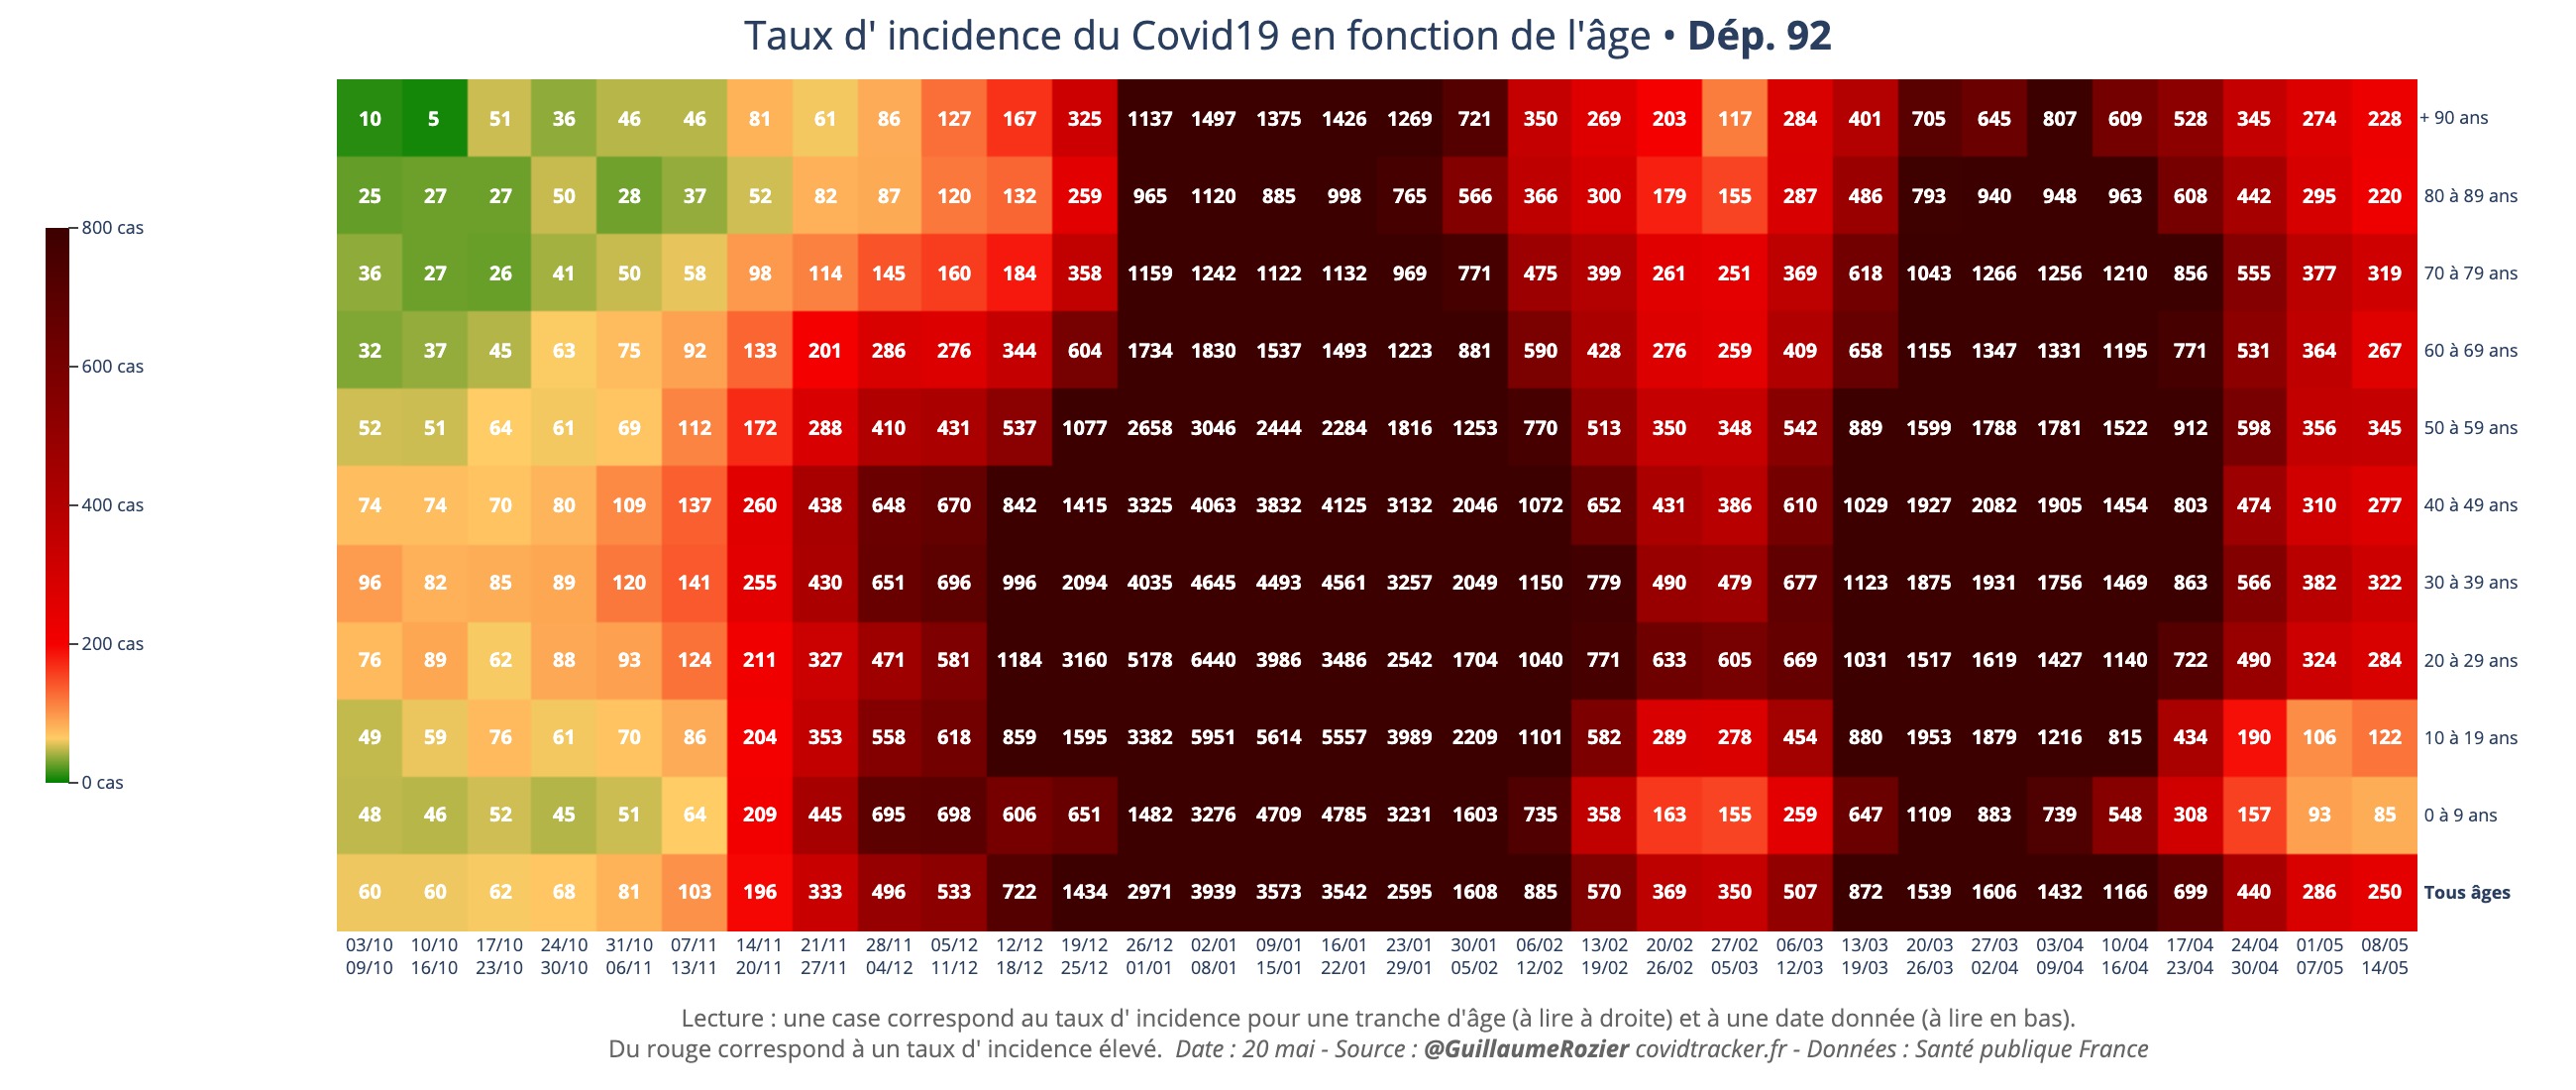 Taux d' incidence du Covid19 en fonction de l'âge • Dép. 92
800 cas
600 cas
400 cas
200 cas
0 cas
10 5 51 36 46 46 81 61 86 127 167 325 1137 1497 1375 1426 1269 721 350 269 203 117 284 401 705 645 807 609 528 345 274 228 + 90 ans
25 27 27 50 28 37 52 82 87 120 132 259 965 1120 885 998 765 566 366 300 179 155 287 486 793 940 948 963 608 442 295 220 80 à 89 ans
36 27 26 41 50 58 98 114 145 160 184 358 1159 1242 1122 1132 969 771 475 399 261 251 369 618 1043 1266 1256 1210 856 555 377 319 70 à 79 ans
32 37 45 63 75 92 133 201 286 276 344 604 1734 1830 1537 1493 1223 881 590 428 276 259 409 658 1155 1347 1331 1195 771 531 364 267 60 à 69 ans
52 51 64 61 69 112 172 288 410 431 537 1077 2658 3046 2444 2284 1816 1253 770 513 350 348 542 889 1599 1788 1781 1522 912 598 356 345 50 à 59 ans
74 74 70 80 109 137 260 438 648 670 842 1415 3325 4063 3832 4125 3132 2046 1072 652 431 386 610 1029 1927 2082 1905 1454 803 474 310 277 40 à 49 ans
96 82 85 89 120 141 255 430 651 696 996 2094 4035 4645 4493 4561 3257 2049 1150 779 490 479 677 1123 1875 1931 1756 1469 863 566 382 322 30 à 39 ans
76 89 62 88 93 124 211 327 471 581 1184 3160 5178 6440 3986 3486 2542 1704 1040 771 633 605 669 1031 1517 1619 1427 1140 722 490 324 284 20 à 29 ans
49 59 76 61 70 86 204 353 558 618 859 1595 3382 5951 5614 5557 3989 2209 1101 582 289 278 454 880 1953 1879 1216 815 434 190 106 122 10 à 19 ans
48 46 52 45 51 64 209 445 695 698 606 651 1482 3276 4709 4785 3231 1603 735 358 163 155 259 647 1109 883 739 548 308 157 93 85 0 à 9 ans
60 60 62 68 81 103 196 333 496 533 722 1434 2971 3939 3573 3542 2595 1608 885 570 369 350 507 872 1539 1606 1432 1166 699 440 286 250 Tous âges
03/10 10/10 17/10 24/10 31/10 07/11 14/11 21/11 28/11 05/12 12/12 19/12 26/12 02/01 09/01 16/01 23/01 30/01 06/02 13/02 20/02 27/02 06/03 13/03 20/03 27/03 03/04 10/04 17/04 24/04 01/05 08/05
09/10 16/10 23/10 30/10 06/11 13/11 20/11 27/11 04/12 11/12 18/12 25/12 01/01 08/01 15/01 22/01 29/01 05/02 12/02 19/02 26/02 05/03 12/03 19/03 26/03 02/04 09/04 16/04 23/04 30/04 07/05 14/05
Lecture : une case correspond au taux d' incidence pour une tranche d'âge (à lire à droite) et à une date donnée (à lire en bas).
Du rouge correspond à un taux d' incidence élevé. Date : 20 mai - Source : @GuillaumeRozier covidtracker.fr - Données : Santé publique France